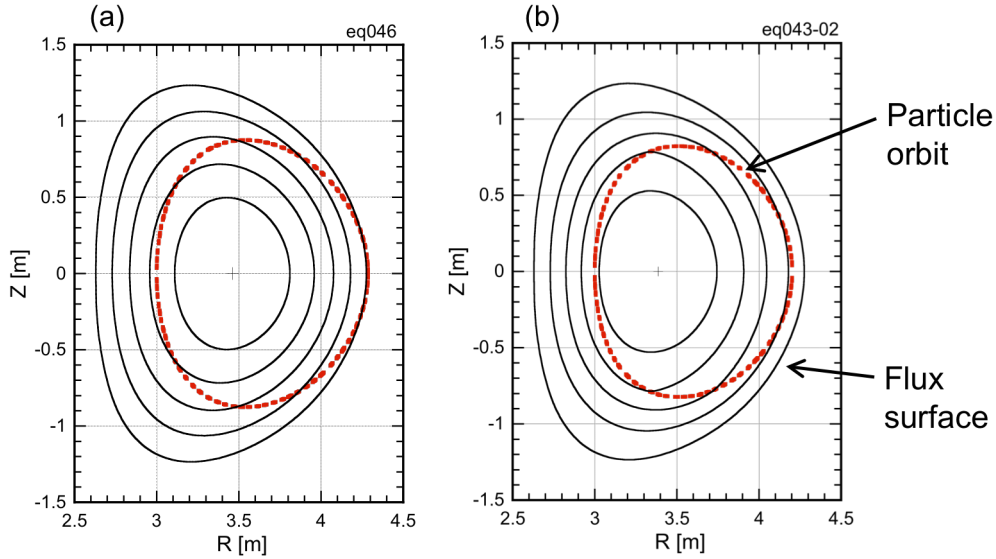 (a)
eq046
1.5
1
0.5
0
-0.5
-1
-1.5
Z [m]
2.5 3 3.5 4 4.5
R [m]
(b)
eq043-02
1.5
1
0.5
0
-0.5
-1
-1.5
Z [m]
2.5 3 3.5 4 4.5
R [m]
Particle
orbit
Flux
surface